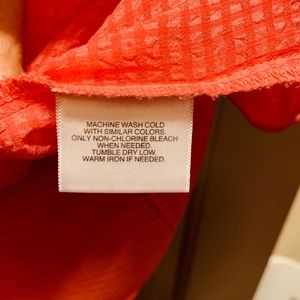 MACHINE WASH COLD
WITH SIMILAR COLORS.
ONLY NON-CHLORINE BLEACH
WHEN NEEDED.
TUMBLE DRY LOW.
WARM IRON IF NEEDED.